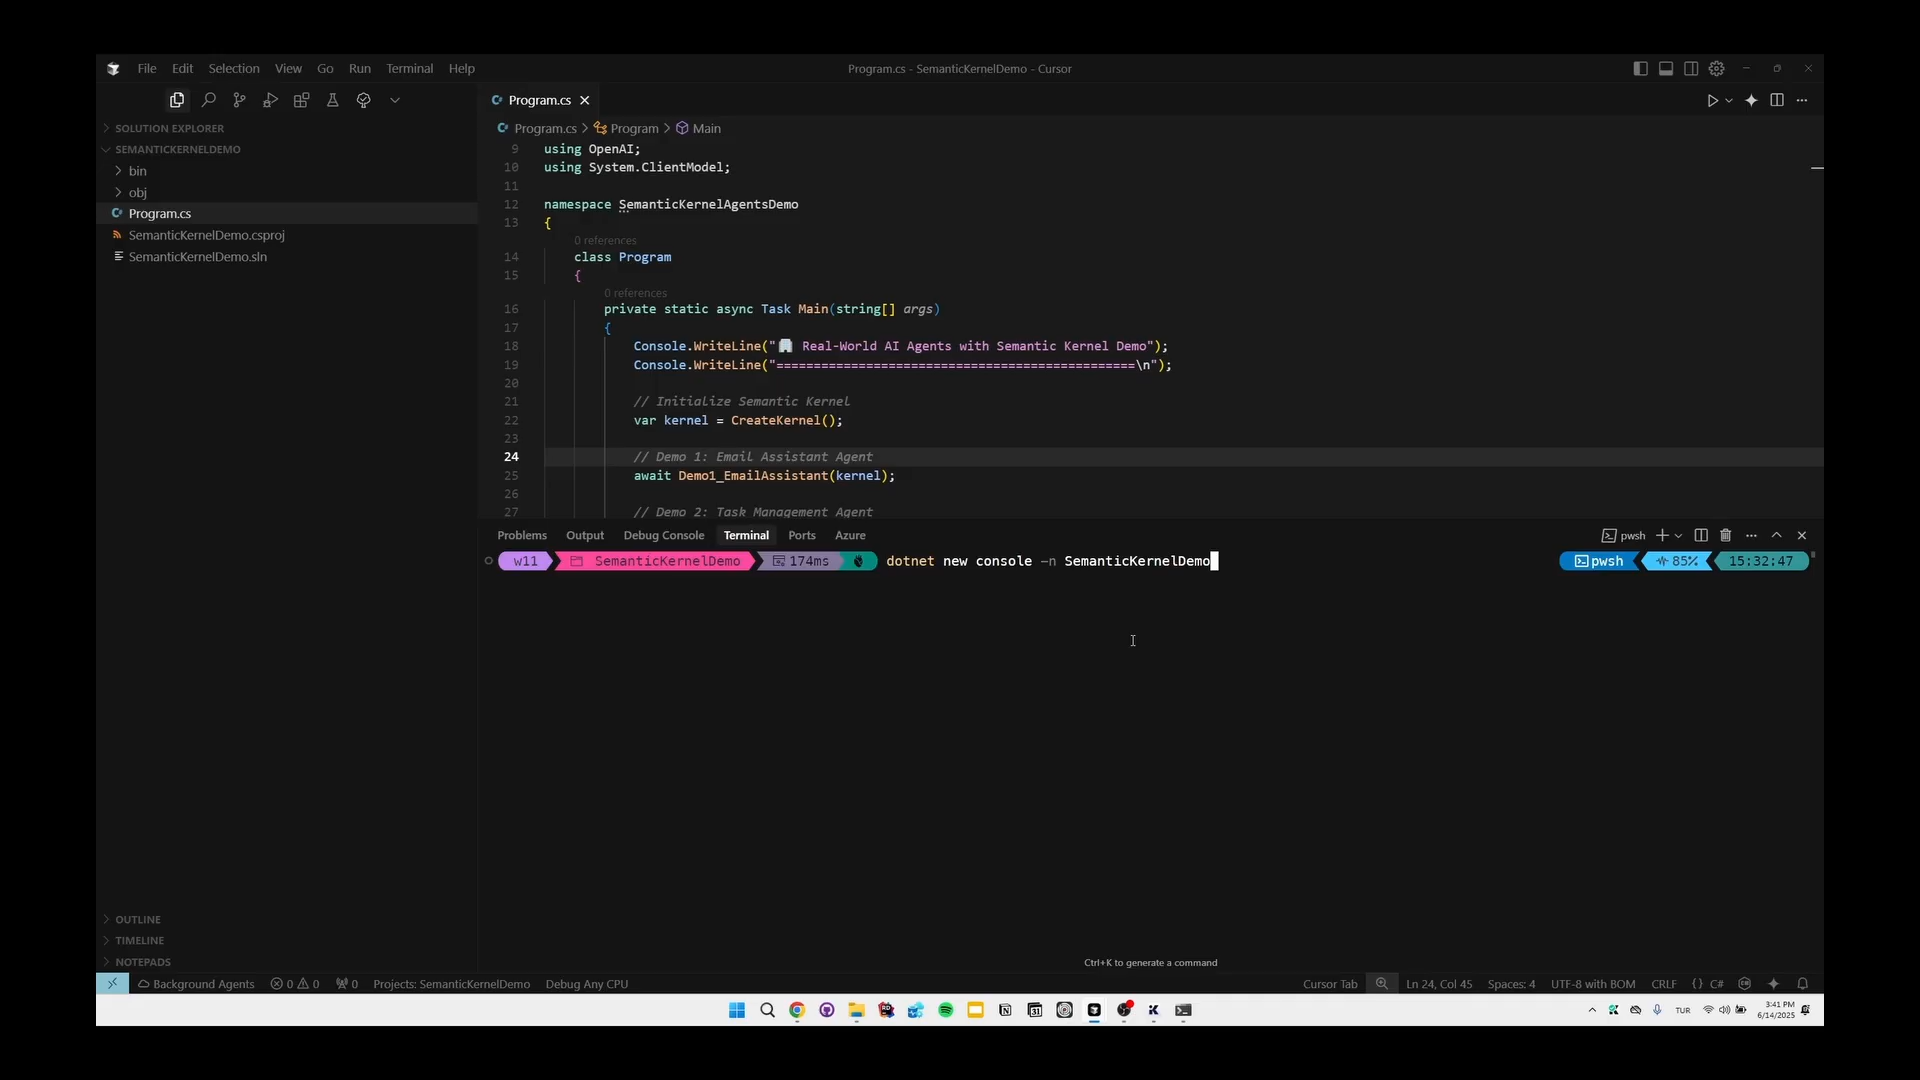 File Edit Selection View Go Run Terminal Help
Program.cs - SemanticKernelDemo - Cursor
SOLUTION EXPLORER
SEMANTICKERNELDEMO
bin
obj
Program.cs
SemanticKernelDemo.csproj
SemanticKernelDemo.sln
OUTLINE
TIMELINE
NOTEPADS
Program.cs
Program.cs Program Main
9 using OpenAI;
10 using System.ClientModel;
11
12 namespace SemanticKernelAgentsDemo
13 {
0 references
14 class Program
15 {
0 references
16 private static async Task Main(string[] args)
17 {
18 Console.WriteLine("🏢 Real-World AI Agents with Semantic Kernel Demo");
19 Console.WriteLine("================================================\n");
20
21 // Initialize Semantic Kernel
22 var kernel = CreateKernel();
23
24 // Demo 1: Email Assistant Agent
25 await Demo1_EmailAssistant(kernel);
26
27 // Demo 2: Task Management Agent
Problems Output Debug Console Terminal Ports Azure
pwsh
w11 SemanticKernelDemo 174ms dotnet new console -n SemanticKernelDemo
pwsh 85% 15:32:47
Ctrl+K to generate a command
Background Agents 0 0 0 Projects: SemanticKernelDemo Debug Any CPU
Cursor Tab Ln 24, Col 45 Spaces: 4 UTF-8 with BOM CRLF {} C#
TUR
3:41 PM
6/14/2025